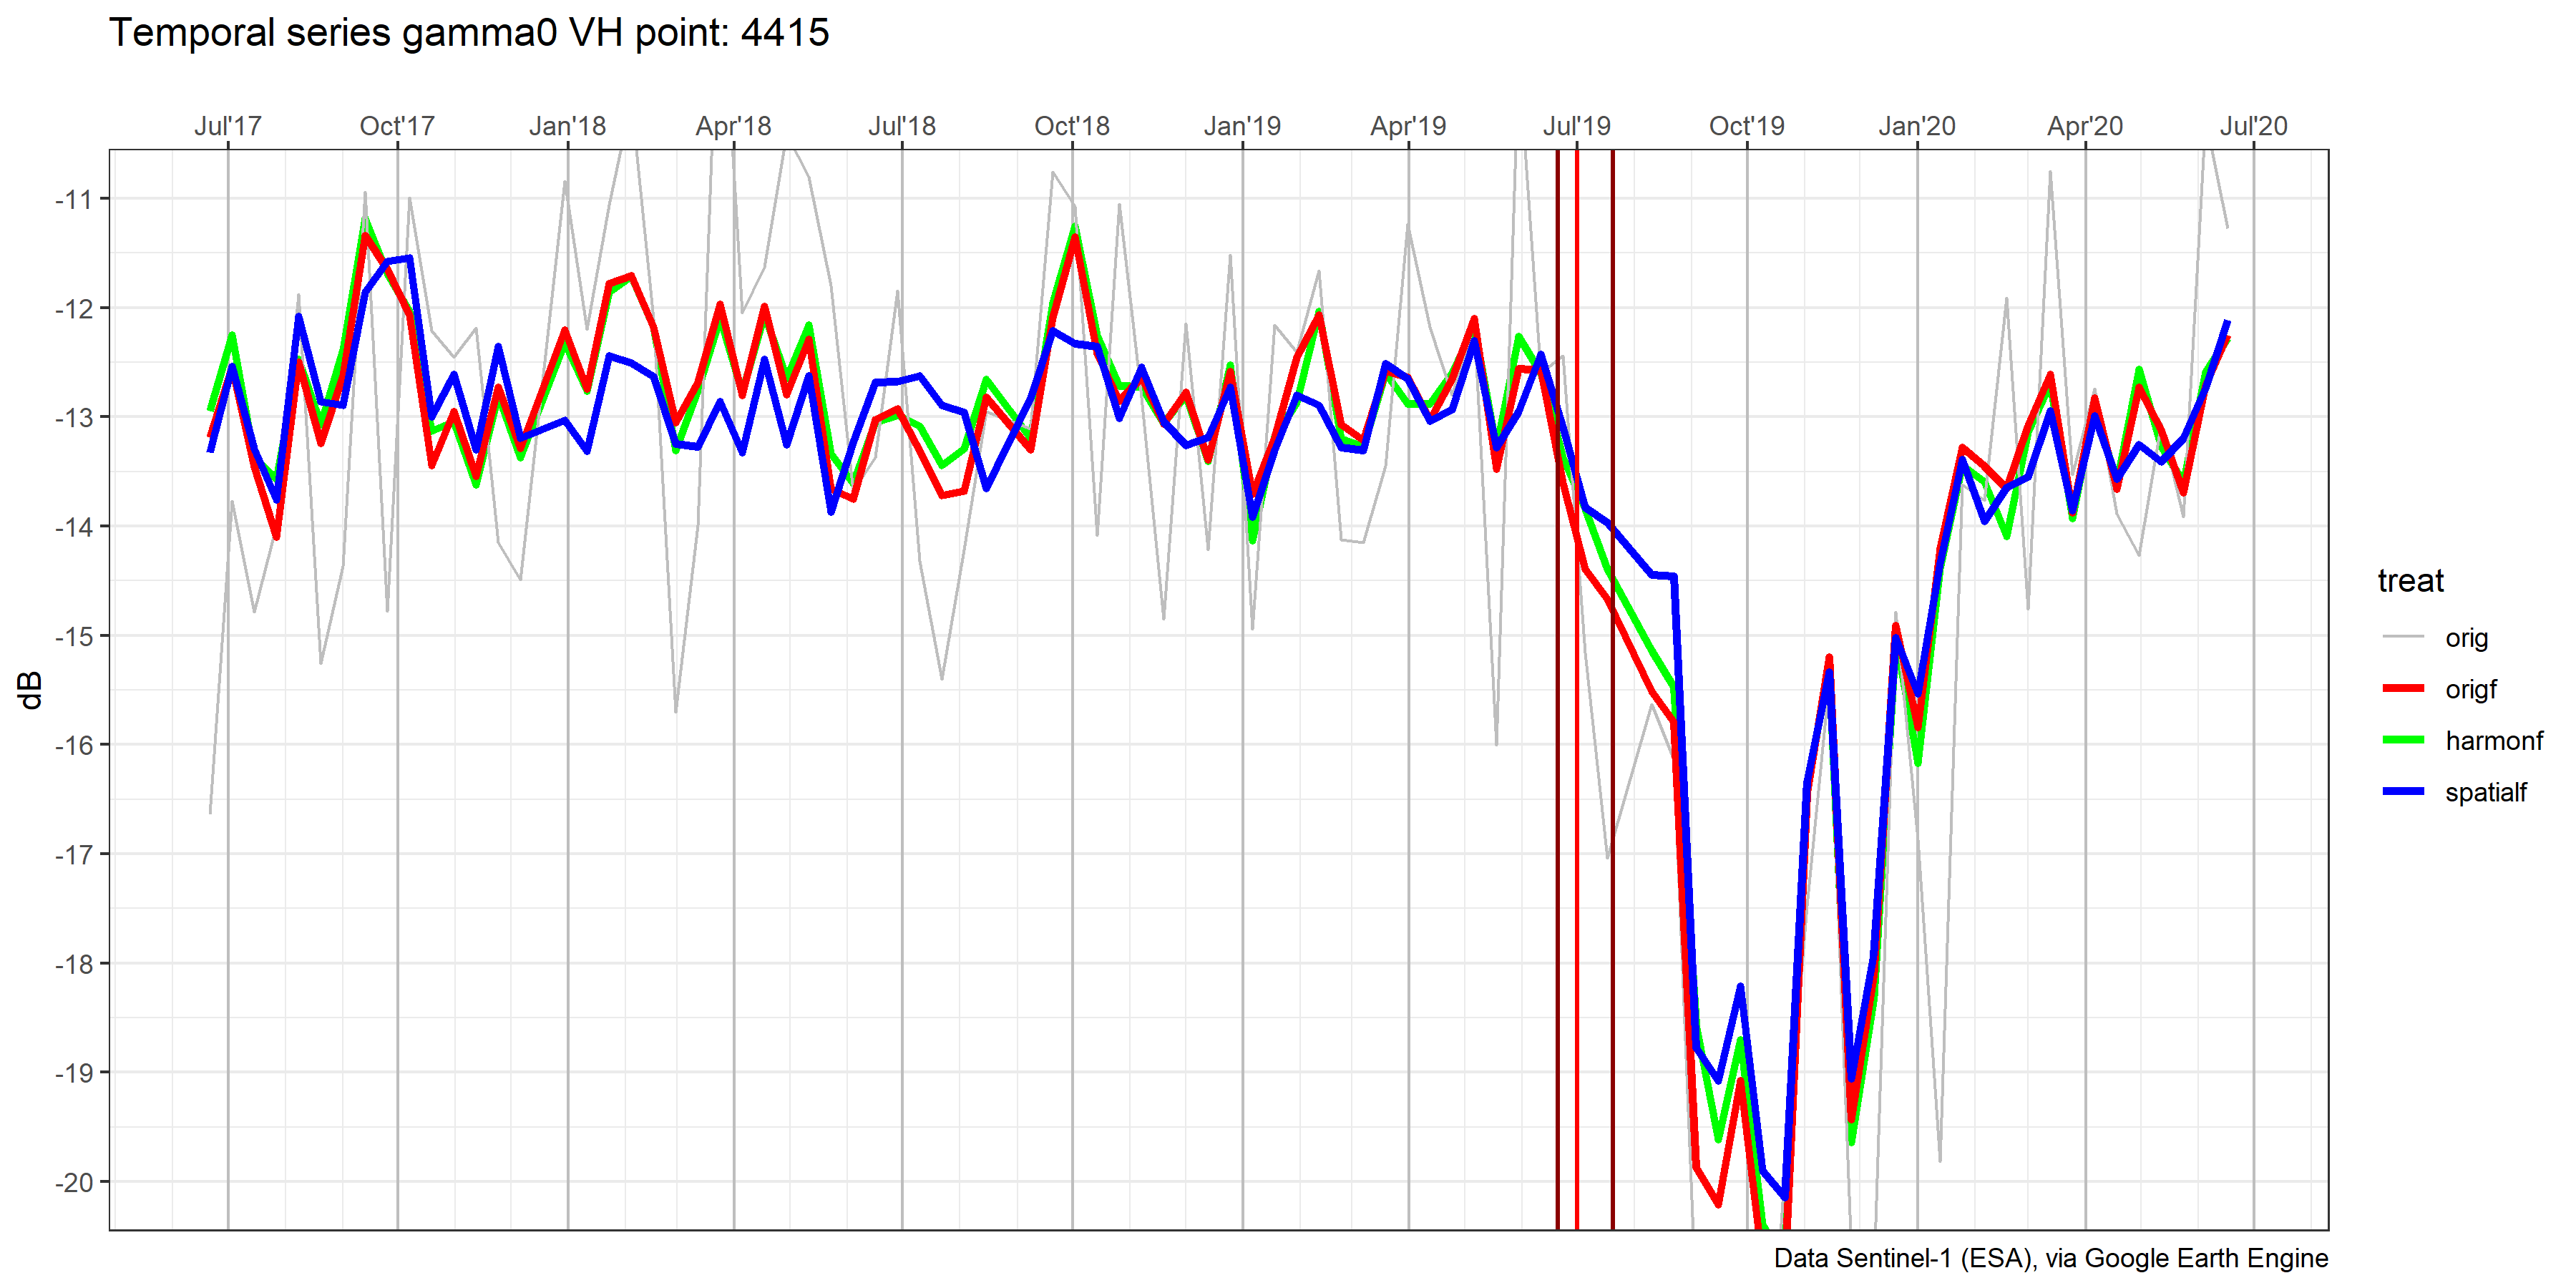 Temporal series gamma0 VH point: 4415
Jul'17 Oct'17 Jan'18 Apr'18 Jul'18 Oct'18 Jan'19 Apr'19 Jul'19 Oct'19 Jan'20 Apr'20 Jul'20
-11
-12
-13
-14
-15
-16
-17
-18
-19
-20
dB
treat
orig
origf
harmonf
spatialf
Data Sentinel-1 (ESA), via Google Earth Engine